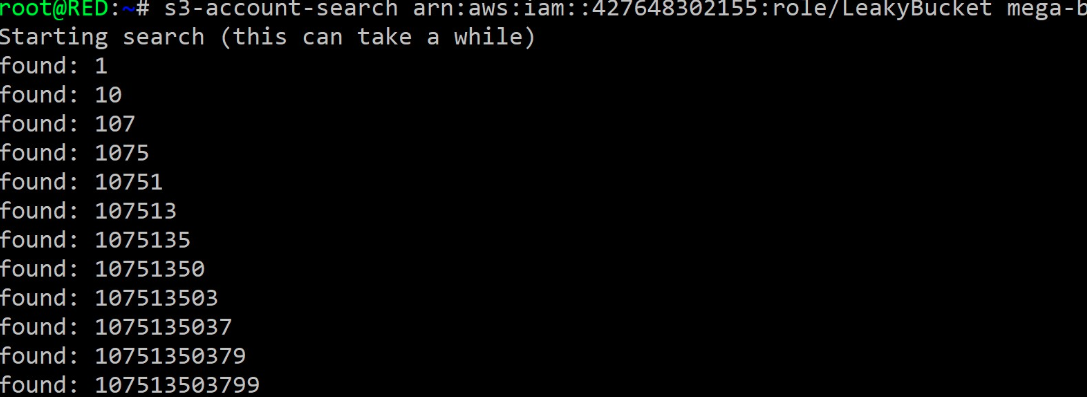 root@RED:~# s3-account-search arn:aws:iam::427648302155:role/LeakyBucket mega-b
Starting search (this can take a while)
found: 1
found: 10
found: 107
found: 1075
found: 10751
found: 107513
found: 1075135
found: 10751350
found: 107513503
found: 1075135037
found: 10751350379
found: 107513503799